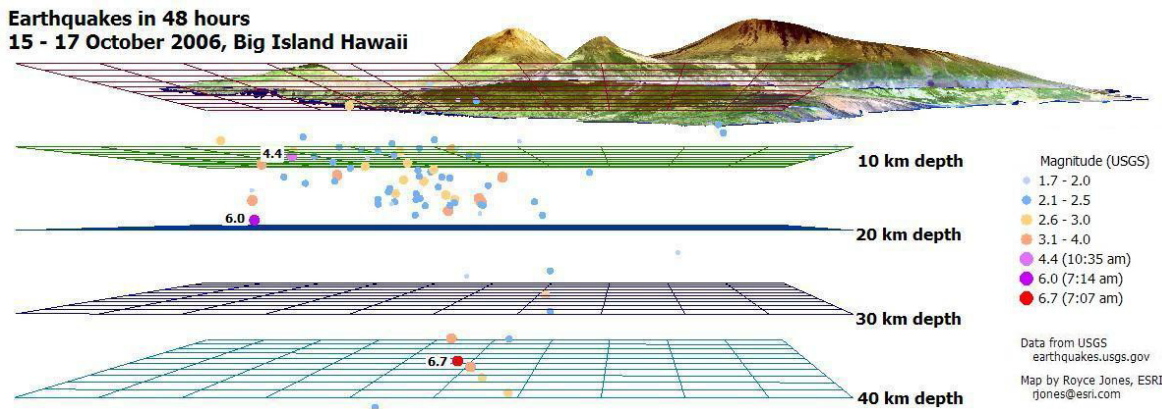 Earthquakes in 48 hours
15 - 17 October 2006, Big Island Hawaii
4.4
10 km depth
6.0
20 km depth
30 km depth
6.7
40 km depth
Magnitude (USGS)
1.7 - 2.0
2.1 - 2.5
2.6 - 3.0
3.1 - 4.0
4.4 (10:35 am)
6.0 (7:14 am)
6.7 (7:07 am)
Data from USGS
earthquakes.usgs.gov
Map by Royce Jones, ESRI
rjones@esri.com